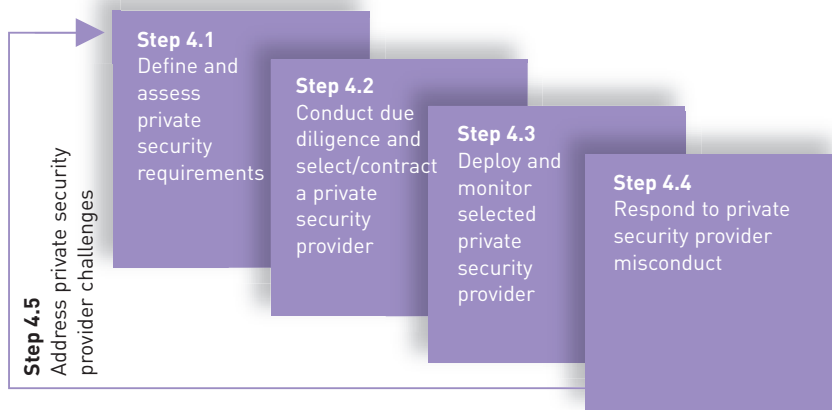 Step 4.1
Define and
assess
private
security
requirements
Step 4.2
Conduct due
diligence and
select/contract
a private
security
provider
Step 4.3
Deploy and
monitor
selected
private
security
provider
Step 4.4
Respond to private
security provider
misconduct
Step 4.5
Address private security
provider challenges